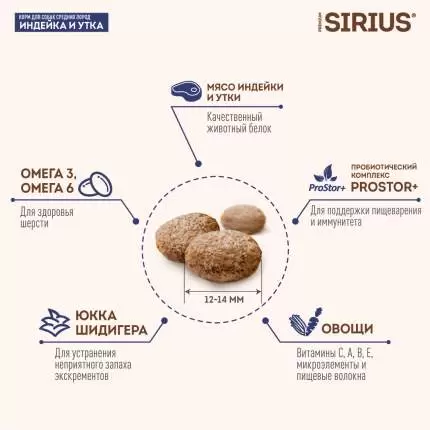 КОРМ ДЛЯ СОБАК СРЕДНИХ ПОРОД
ИНДЕЙКА И УТКА
PREMIUM
SIRIUS®
МЯСО ИНДЕЙКИ
И УТКИ
Качественный
животный белок
ОМЕГА 3,
ОМЕГА 6
Для здоровья
шерсти
ProStor+
ПРОБИОТИЧЕСКИЙ
КОМПЛЕКС
PROSTOR+
Для поддержки пищеварения
и иммунитета
12-14 ММ
ЮККА
ШИДИГЕРА
Для устранения
неприятного запаха
экскрементов
ОВОЩИ
Витамины С, А, В, Е,
микроэлементы и
пищевые волокна